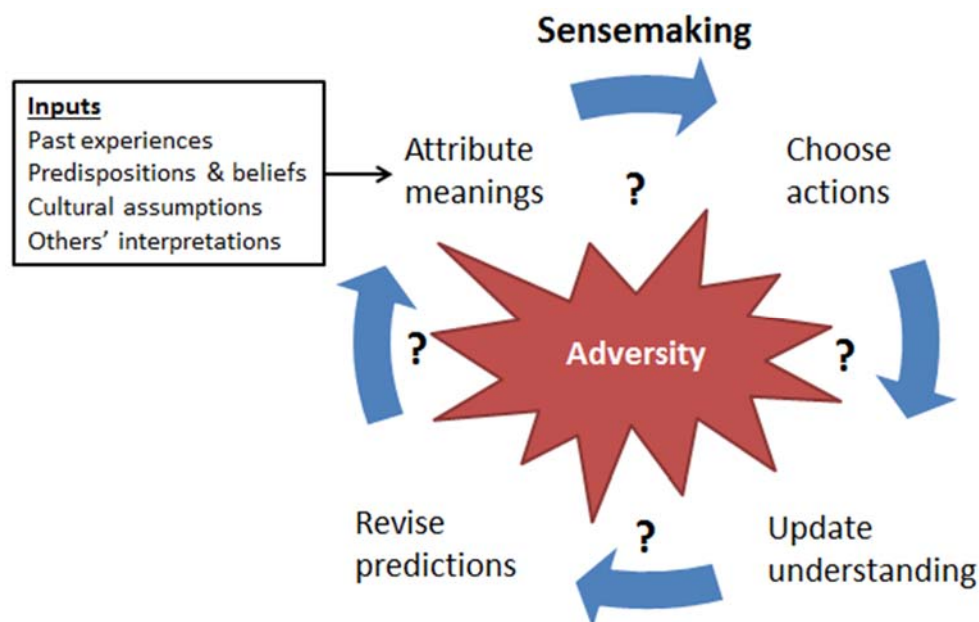 Sensemaking
Inputs
Past experiences
Predispositions & beliefs
Cultural assumptions
Others’ interpretations
Attribute
meanings
?
Choose
actions
?
Adversity
?
Update
understanding
?
Revise
predictions